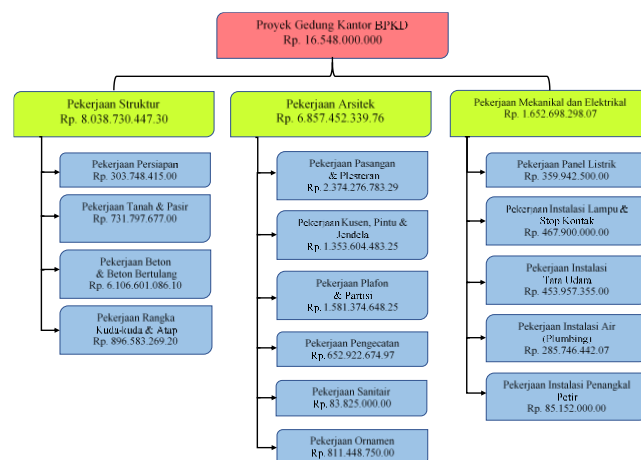 Proyek Gedung Kantor BPKD
Rp. 16.548.000.000
Pekerjaan Struktur
Rp. 8.038.730.447.30
Pekerjaan Persiapan
Rp. 303.748.415.00
Pekerjaan Tanah & Pasir
Rp. 731.797.677.00
Pekerjaan Beton
& Beton Bertulang
Rp. 6.106.601.086.10
Pekerjaan Rangka
Kuda-kuda & Atap
Rp. 896.583.269.20
Pekerjaan Arsitek
Rp. 6.857.452.339.76
Pekerjaan Pasangan
& Plesteran
Rp. 2.374.276.783.29
Pekerjaan Kusen, Pintu &
Jendela
Rp. 1.353.604.483.25
Pekerjaan Plafon
& Partisi
Rp. 1.581.374.648.25
Pekerjaan Pengecatan
Rp. 652.922.674.97
Pekerjaan Sanitair
Rp. 83.825.000.00
Pekerjaan Ornamen
Rp. 811.448.750.00
Pekerjaan Mekanikal dan Elektrikal
Rp. 1.652.698.298.07
Pekerjaan Panel Listrik
Rp. 359.942.500.00
Pekerjaan Instalasi Lampu &
Stop Kontak
Rp. 467.900.000.00
Pekerjaan Instalasi
Tata Udara
Rp. 453.957.355.00
Pekerjaan Instalasi Air
(Plumbing)
Rp. 285.746.442.07
Pekerjaan Instalasi Penangkal
Petir
Rp. 85.152.000.00